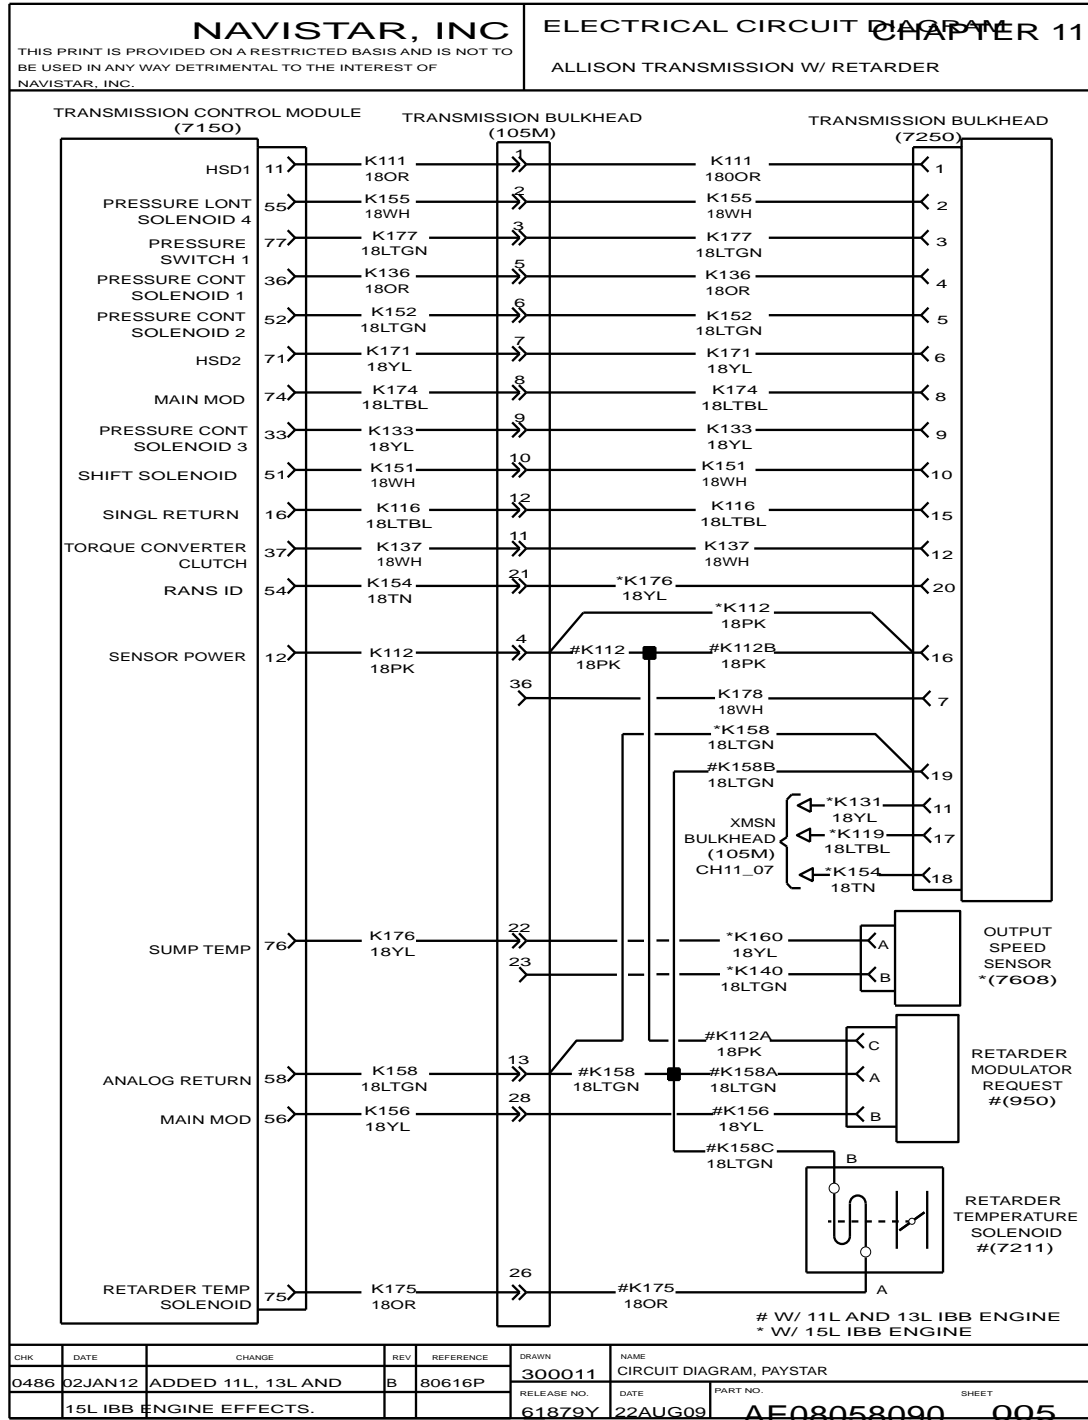 NAVISTAR, INC
THIS PRINT IS PROVIDED ON A RESTRICTED BASIS AND IS NOT TO
BE USED IN ANY WAY DETRIMENTAL TO THE INTEREST OF
NAVISTAR, INC.
ELECTRICAL CIRCUIT DIAGRAM
CHAPTER 11
ALLISON TRANSMISSION W/ RETARDER
TRANSMISSION CONTROL MODULE
(7150)
TRANSMISSION BULKHEAD
(105M)
TRANSMISSION BULKHEAD
(7250)
HSD1 11 K111 1 K111 1
18OR 180OR
PRESSURE LONT 55 K155 2 K155 2
SOLENOID 4 18WH 18WH
PRESSURE 77 K177 3 K177 3
SWITCH 1 18LTGN 18LTGN
PRESSURE CONT 36 K136 5 K136 4
SOLENOID 1 18OR 18OR
PRESSURE CONT 52 K152 6 K152 5
SOLENOID 2 18LTGN 18LTGN
HSD2 71 K171 7 K171 6
18YL 18YL
MAIN MOD 74 K174 8 K174 8
18LTBL 18LTBL
PRESSURE CONT 33 K133 9 K133 9
SOLENOID 3 18YL 18YL
SHIFT SOLENOID 51 K151 10 K151 10
18WH 18WH
SINGL RETURN 16 K116 12 K116 15
18LTBL 18LTBL
TORQUE CONVERTER 37 K137 11 K137 12
CLUTCH 18WH 18WH
RANS ID 54 K154 21 *K176 20
18TN 18YL
*K112
18PK
SENSOR POWER 12 K112 4 #K112 #K112B 16
18PK 18PK 18PK
36 K178 7
18WH
*K158
18LTGN
#K158B 19
18LTGN
XMSN
BULKHEAD
(105M)
CH11_07
*K131 11
18YL
*K119 17
18LTBL
*K154 18
18TN
SUMP TEMP 76 K176 22 *K160 A
18YL 18YL
23 *K140 B
18LTGN
OUTPUT
SPEED
SENSOR
*(7608)
#K112A C
18PK
ANALOG RETURN 58 K158 13 #K158 #K158A A
18LTGN 18LTGN 18LTGN
MAIN MOD 56 K156 28 #K156 B
18YL 18YL
RETARDER
MODULATOR
REQUEST
#(950)
#K158C B
18LTGN
RETARDER
TEMPERATURE
SOLENOID
#(7211)
RETARDER TEMP 75 K175 26 #K175 A
SOLENOID 18OR 18OR
# W/ 11L AND 13L IBB ENGINE
* W/ 15L IBB ENGINE
CHK DATE CHANGE REV REFERENCE
0486 02JAN12 ADDED 11L, 13L AND B 80616P
15L IBB ENGINE EFFECTS.
DRAWN NAME
300011 CIRCUIT DIAGRAM, PAYSTAR
RELEASE NO. DATE PART NO. SHEET
61879Y 22AUG09 AF08058090 005